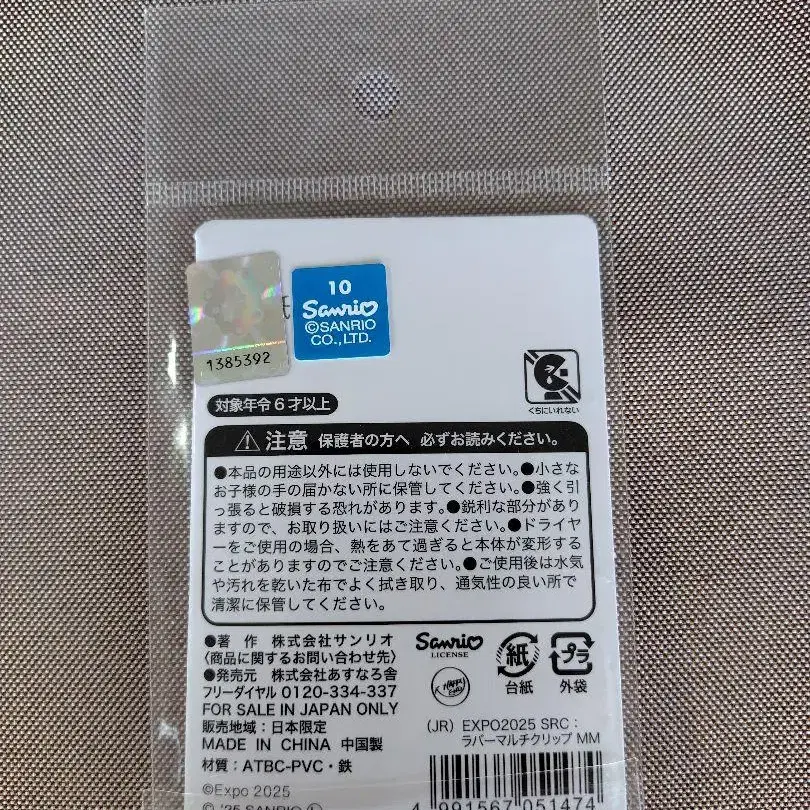 10
Sanrio
©SANRIO
CO.,LTD.
1385392
くちにいれない
対象年令6才以上
注意 保護者の方へ 必ずお読みください。
●本品の用途以外には使用しないでください。●小さな
お子様の手の届かない所に保管してください。●強く引
っ張ると破損する恐れがあります。●鋭利な部分があり
ますので、お取り扱いにはご注意ください。●ドライヤ
ーをご使用の場合、熱をあて過ぎると本体が変形する
ことがありますのでご注意ください。●ご使用後は水気
や汚れを乾いた布でよく拭き取り、通気性の良い所で
清潔に保管してください。
●著 作 株式会社サンリオ
〈商品に関するお問い合わせ先〉
●発売元 株式会社あすなろ舎
フリーダイヤル 0120-334-337
FOR SALE IN JAPAN ONLY
販売地域：日本限定
MADE IN CHINA 中国製
材質：ATBC-PVC・鉄
©Expo 2025
© '25 SANRIO Ⓛ
Sanrio
LICENSE
紙
台紙
プラ
外袋
(JR) EXPO2025 SRC：
ラバーマルチクリップ MM
4 991567 051474